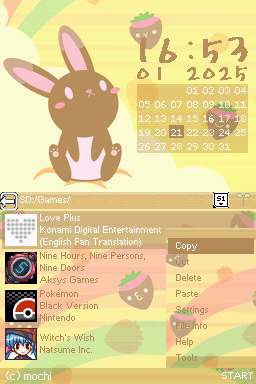 16:53
01 2025
01 02 03 04
05 06 07 08 09 10 11
12 13 14 15 16 17 18
19 20 21 22 23 24 25
26 27 28 29 30 31
SD:/Games/
S1
Love Plus
Konami Digital Entertainment
(English Fan Translation)
Nine Hours, Nine Persons,
Nine Doors
Aksys Games
Pokémon
Black Version
Nintendo
Witch's Wish
Natsume Inc.
Copy
Cut
Delete
Paste
Settings
File Info
Help
Tools
(c) mochi
START